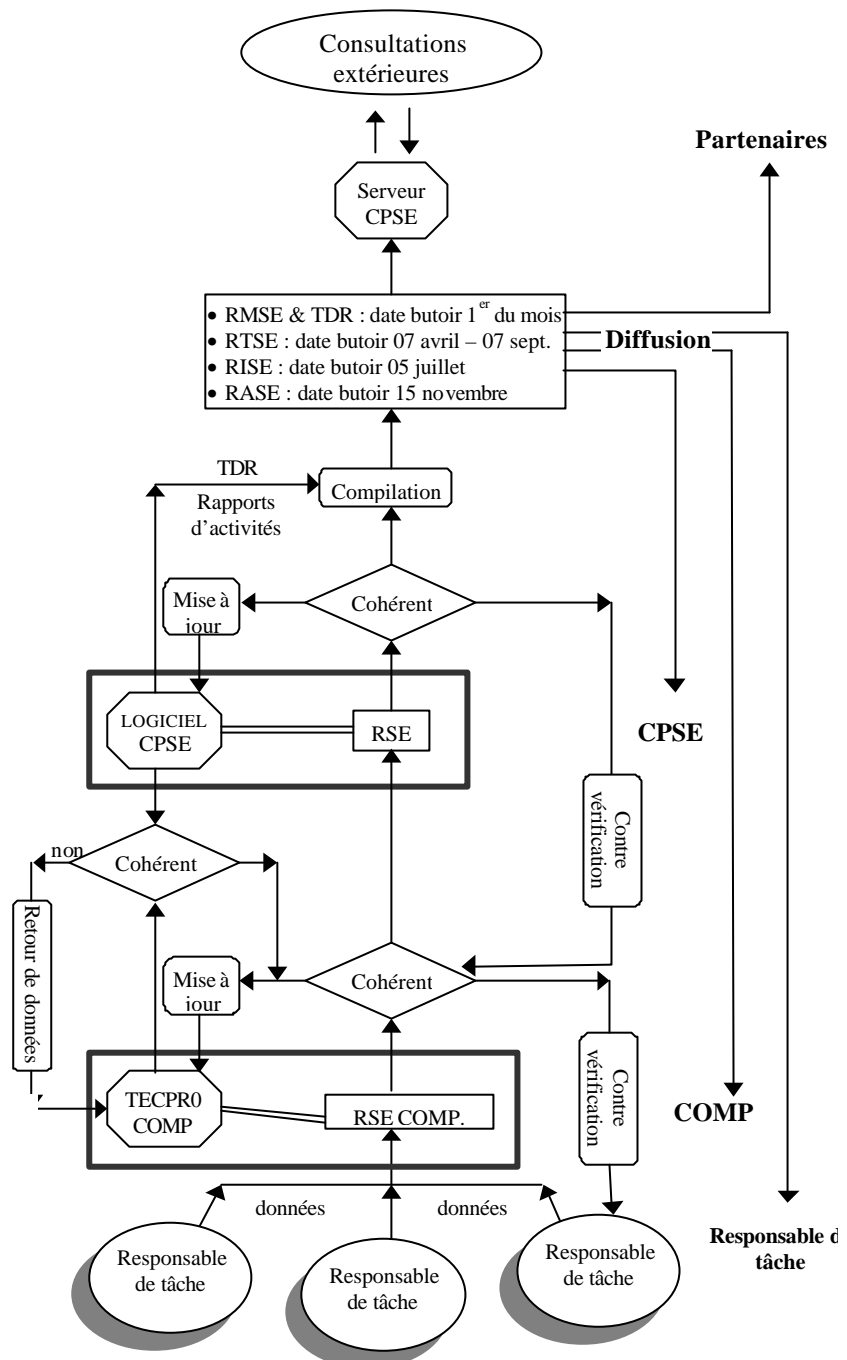 Consultations
extérieures
Partenaires
Serveur
CPSE
• RMSE & TDR : date butoir 1er du mois
• RTSE : date butoir 07 avril – 07 sept.
• RISE : date butoir 05 juillet
• RASE : date butoir 15 novembre
Diffusion
TDR
Rapports
d’activités
Compilation
Mise à
jour
Cohérent
LOGICIEL
CPSE
RSE
CPSE
Contre
vérification
non
Cohérent
Retour de données
Mise à
jour
Cohérent
Contre
vérification
TECPR0
COMP
RSE COMP.
COMP
données
données
Responsable
de tâche
Responsable
de tâche
Responsable
de tâche
Responsable d
tâche